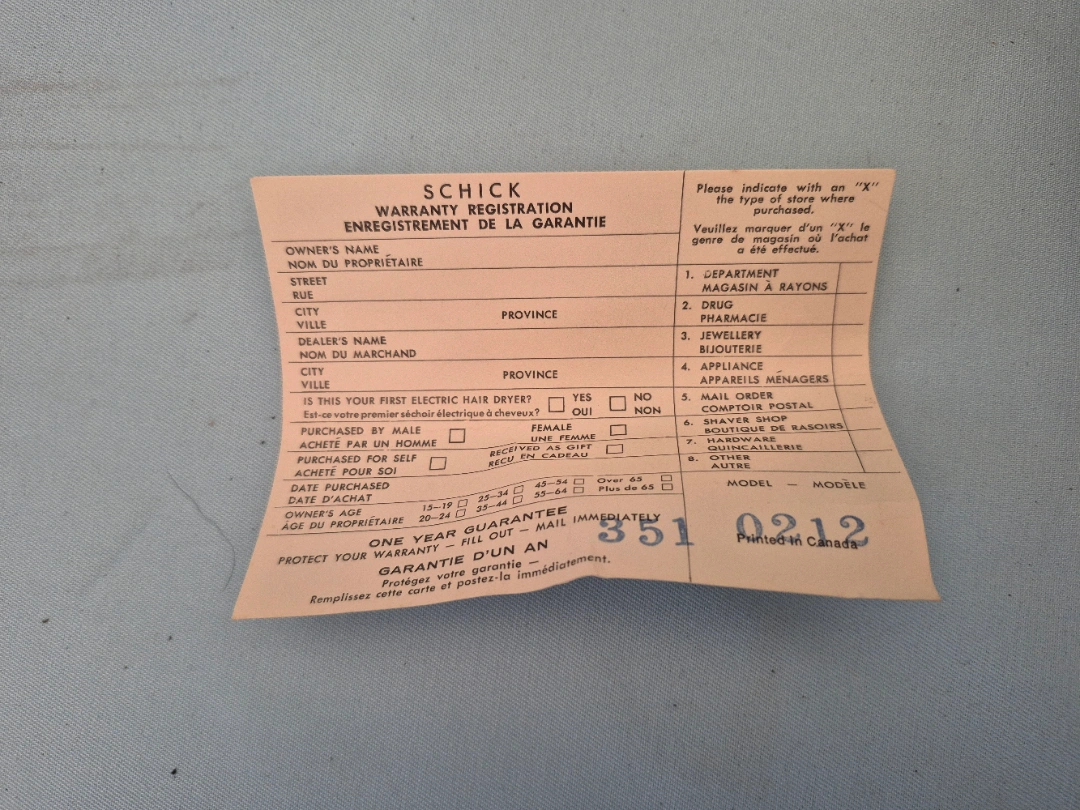 SCHICK
WARRANTY REGISTRATION
ENREGISTREMENT DE LA GARANTIE
OWNER'S NAME
NOM DU PROPRIÉTAIRE
STREET
RUE
CITY PROVINCE
VILLE
DEALER'S NAME
NOM DU MARCHAND
CITY PROVINCE
VILLE
IS THIS YOUR FIRST ELECTRIC HAIR DRYER? YES NO
Est-ce votre premier séchoir électrique à cheveux? OUI NON
PURCHASED BY MALE FEMALE
ACHETÉ PAR UN HOMME UNE FEMME
PURCHASED FOR SELF RECEIVED AS GIFT
ACHETÉ POUR SOI RECU EN CADEAU
DATE PURCHASED
DATE D'ACHAT
OWNER'S AGE 15-19 25-34 45-54 Over 65
ÂGE DU PROPRIÉTAIRE 20-24 35-44 55-64 Plus de 65
ONE YEAR GUARANTEE
PROTECT YOUR WARRANTY — FILL OUT — MAIL IMMEDIATELY
GARANTIE D'UN AN
Protégez votre garantie —
Remplissez cette carte et postez-la immédiatement.
Please indicate with an "X"
the type of store where
purchased.
Veuillez marquer d'un "X" le
genre de magasin où l'achat
a été effectué.
1. DEPARTMENT
MAGASIN À RAYONS
2. DRUG
PHARMACIE
3. JEWELLERY
BIJOUTERIE
4. APPLIANCE
APPAREILS MÉNAGERS
5. MAIL ORDER
COMPTOIR POSTAL
6. SHAVER SHOP
BOUTIQUE DE RASOIRS
7. HARDWARE
QUINCAILLERIE
8. OTHER
AUTRE
MODEL — MODÈLE
351 0212
Printed in Canada